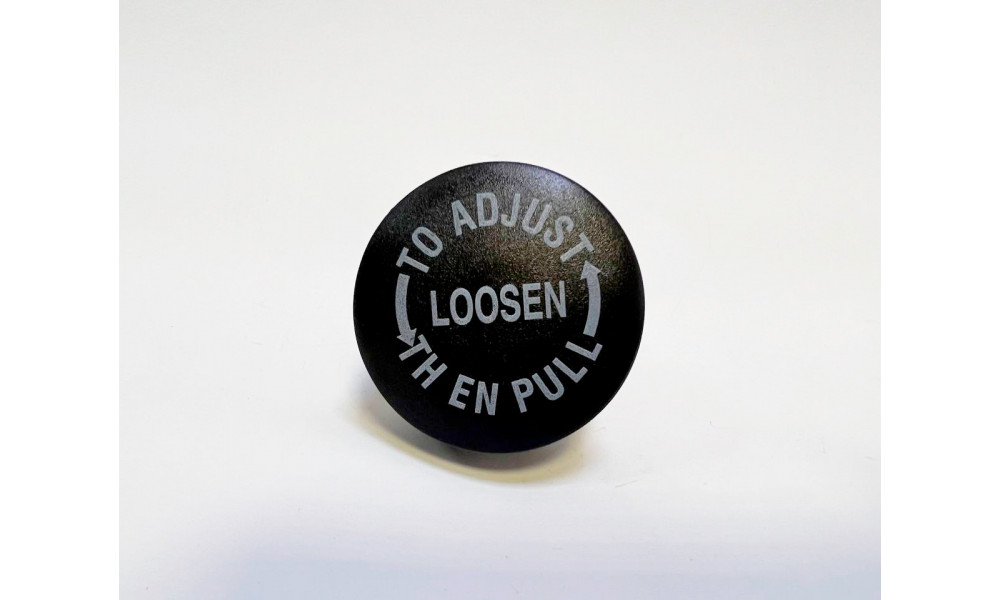 TO ADJUST
LOOSEN
TH EN PULL